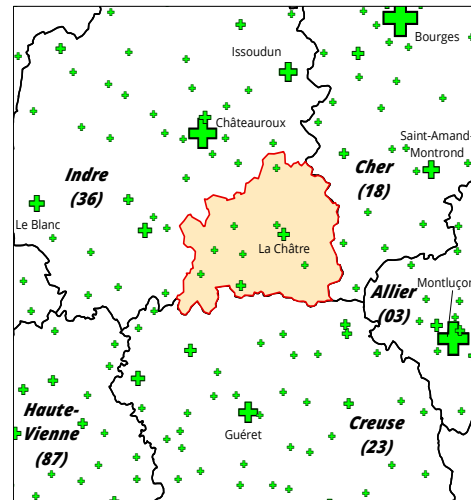 Bourges
Issoudun
Châteauroux
Saint-Amand-
Montrond
Cher
(18)
Indre
(36)
Le Blanc
La Châtre
Allier
(03)
Montluçon
Haute-
Vienne
(87)
Guéret
Creuse
(23)